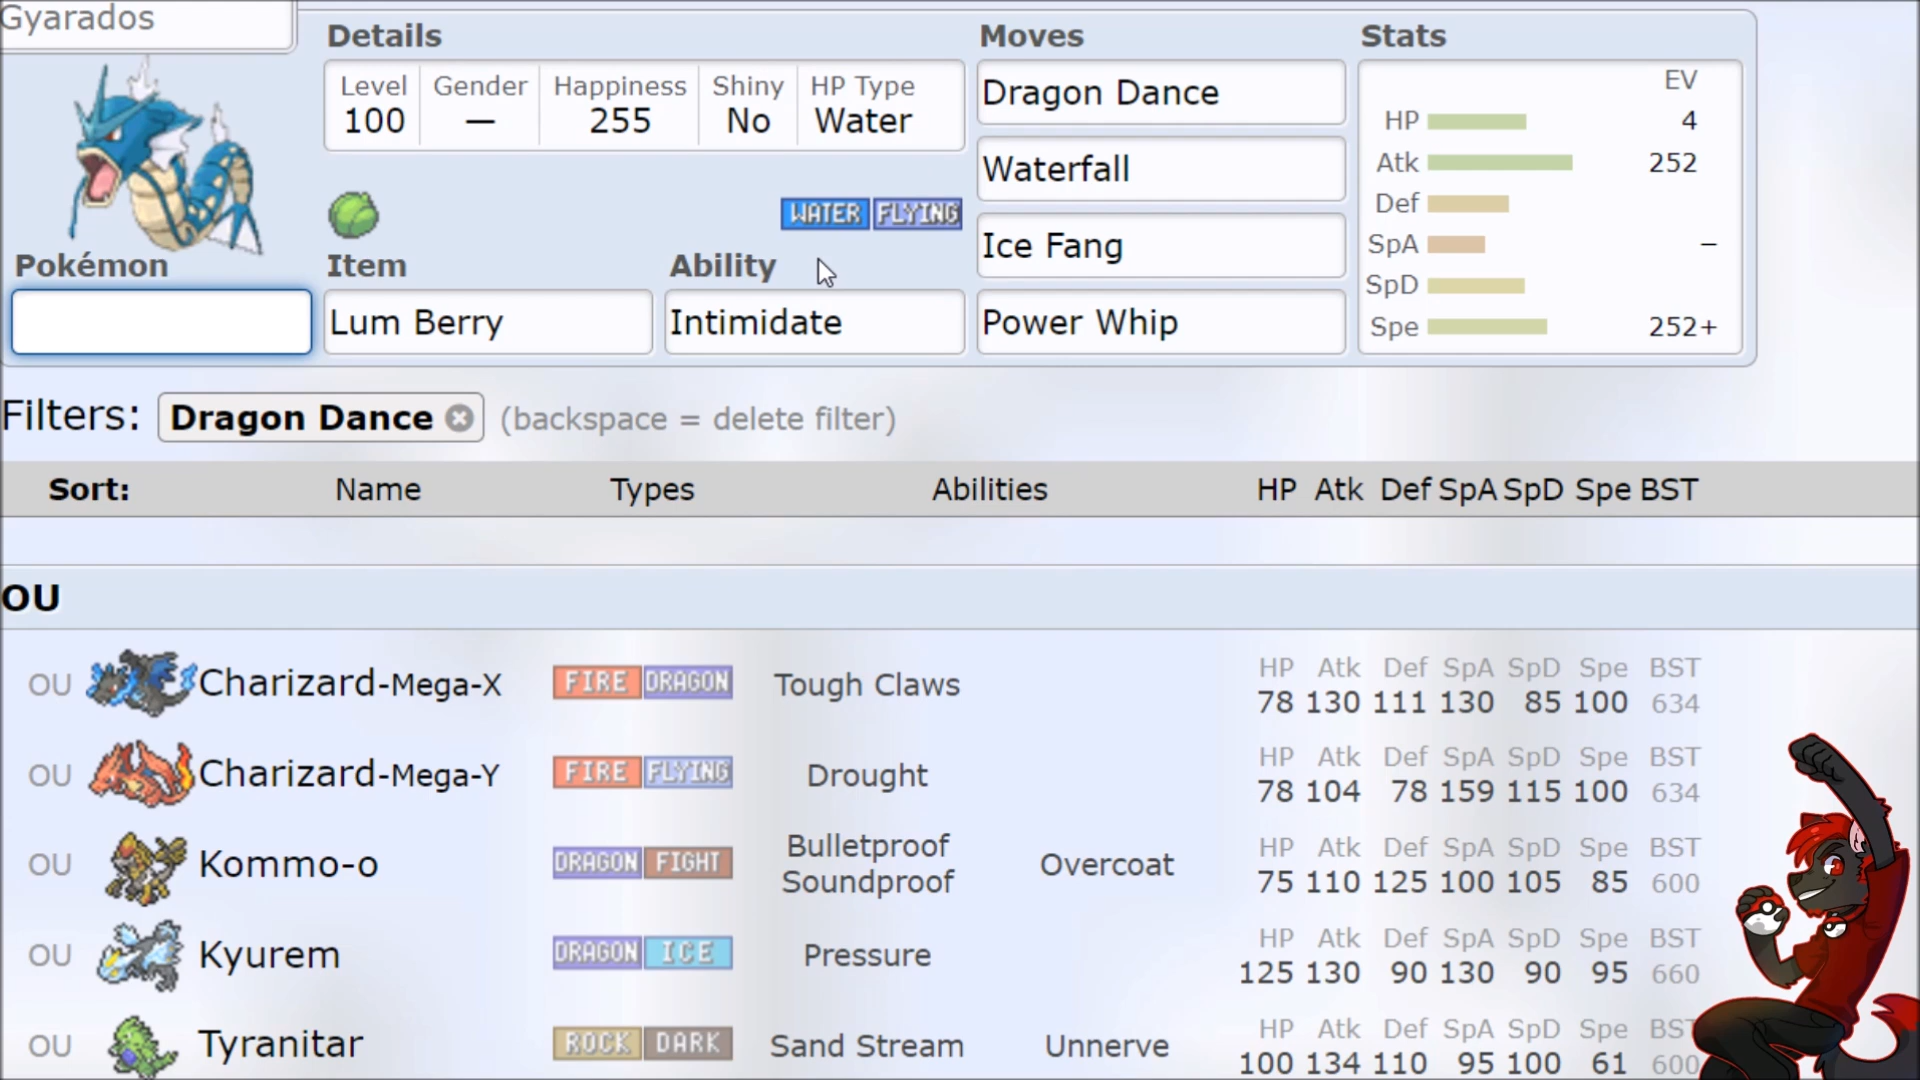 Gyarados
Details
Moves
Stats
Level Gender Happiness Shiny HP Type
100 — 255 No Water
Dragon Dance
Waterfall
Ice Fang
Power Whip
EV
HP 4
Atk 252
Def
SpA –
SpD
Spe 252+
WATER FLYING
Pokémon Item Ability
Lum Berry Intimidate
Filters: Dragon Dance (backspace = delete filter)
Sort: Name Types Abilities HP Atk Def SpA SpD Spe BST
OU
OU Charizard-Mega-X FIRE DRAGON Tough Claws
HP Atk Def SpA SpD Spe BST
78 130 111 130 85 100 634
OU Charizard-Mega-Y FIRE FLYING Drought
HP Atk Def SpA SpD Spe BST
78 104 78 159 115 100 634
OU Kommo-o DRAGON FIGHT Bulletproof
Soundproof Overcoat
HP Atk Def SpA SpD Spe BST
75 110 125 100 105 85 600
OU Kyurem DRAGON ICE Pressure
HP Atk Def SpA SpD Spe BST
125 130 90 130 90 95 660
OU Tyranitar ROCK DARK Sand Stream Unnerve
HP Atk Def SpA SpD Spe BST
100 134 110 95 100 61 600